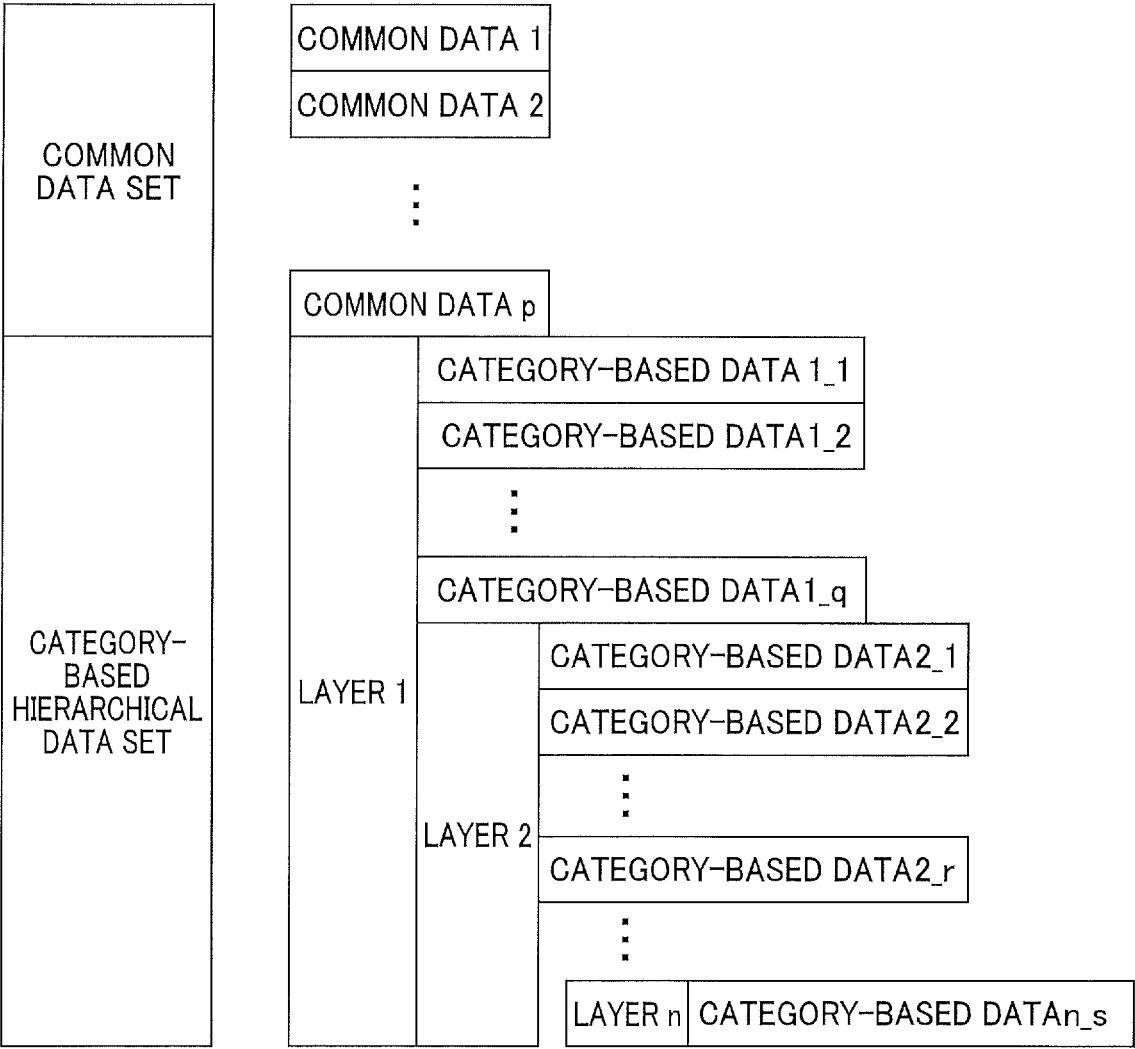 COMMON
DATA SET
COMMON DATA 1
COMMON DATA 2
COMMON DATA p
CATEGORY-
BASED
HIERARCHICAL
DATA SET
LAYER 1
CATEGORY-BASED DATA 1_1
CATEGORY-BASED DATA1_2
CATEGORY-BASED DATA1_q
LAYER 2
CATEGORY-BASED DATA2_1
CATEGORY-BASED DATA2_2
CATEGORY-BASED DATA2_r
LAYER n
CATEGORY-BASED DATAn_s